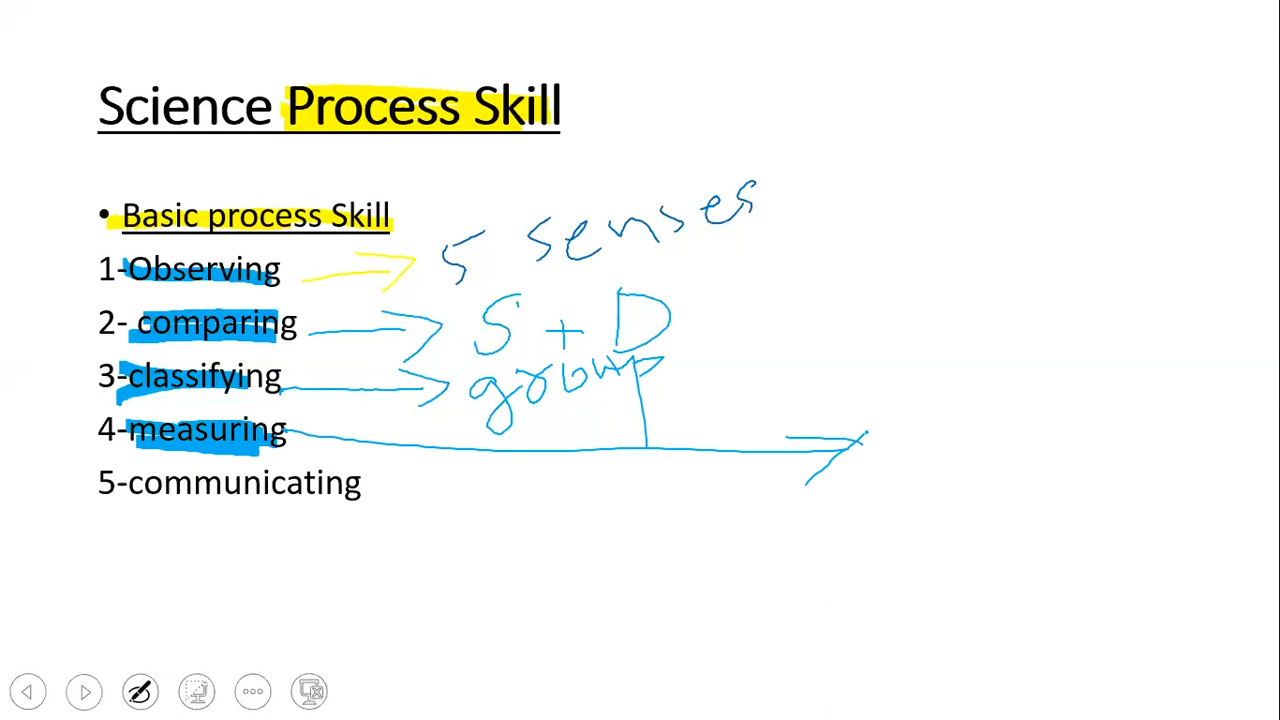 Science Process Skill
• Basic process Skill
1-Observing
5 senses
2- comparing
S + D
3-classifying
group
4-measuring
5-communicating